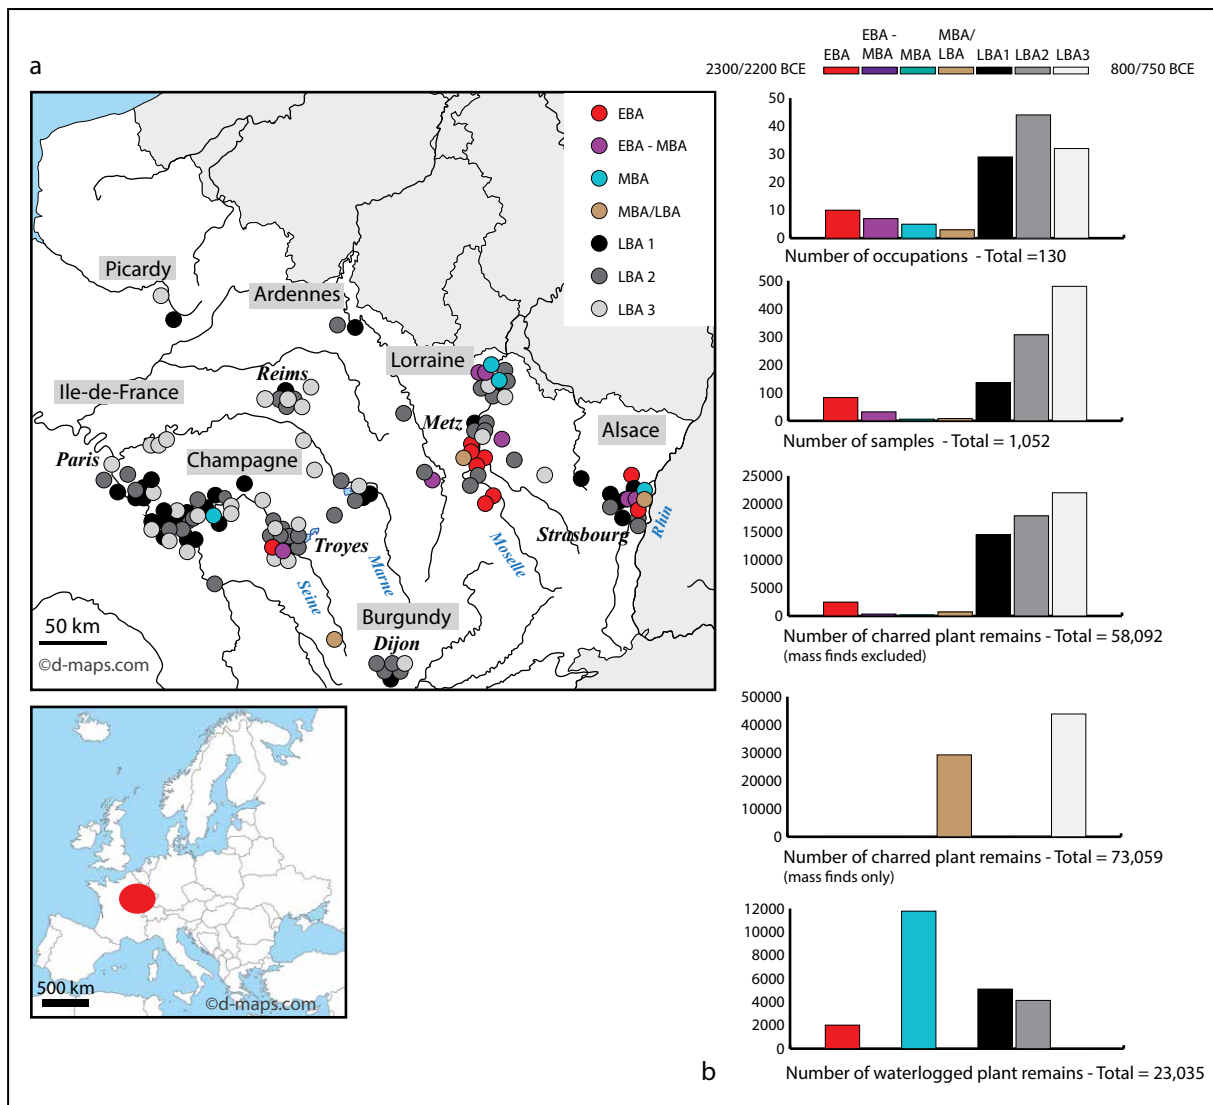 a
EBA
EBA - MBA
MBA
MBA/LBA
LBA 1
LBA 2
LBA 3
Picardy
Ardennes
Lorraine
Reims
Ile-de-France
Metz
Alsace
Paris
Champagne
Strasbourg
Rhin
Troyes
Moselle
Marne
Seine
Burgundy
Dijon
50 km
©d-maps.com
500 km
©d-maps.com
b
2300/2200 BCE
EBA
EBA - MBA
MBA
MBA/ LBA
LBA1
LBA2
LBA3
800/750 BCE
50
40
30
20
10
0
Number of occupations - Total =130
500
400
300
200
100
0
Number of samples - Total = 1,052
25000
20000
15000
10000
5000
0
Number of charred plant remains - Total = 58,092
(mass finds excluded)
50000
40000
30000
20000
10000
0
Number of charred plant remains - Total = 73,059
(mass finds only)
12000
10000
8000
6000
4000
2000
0
Number of waterlogged plant remains - Total = 23,035